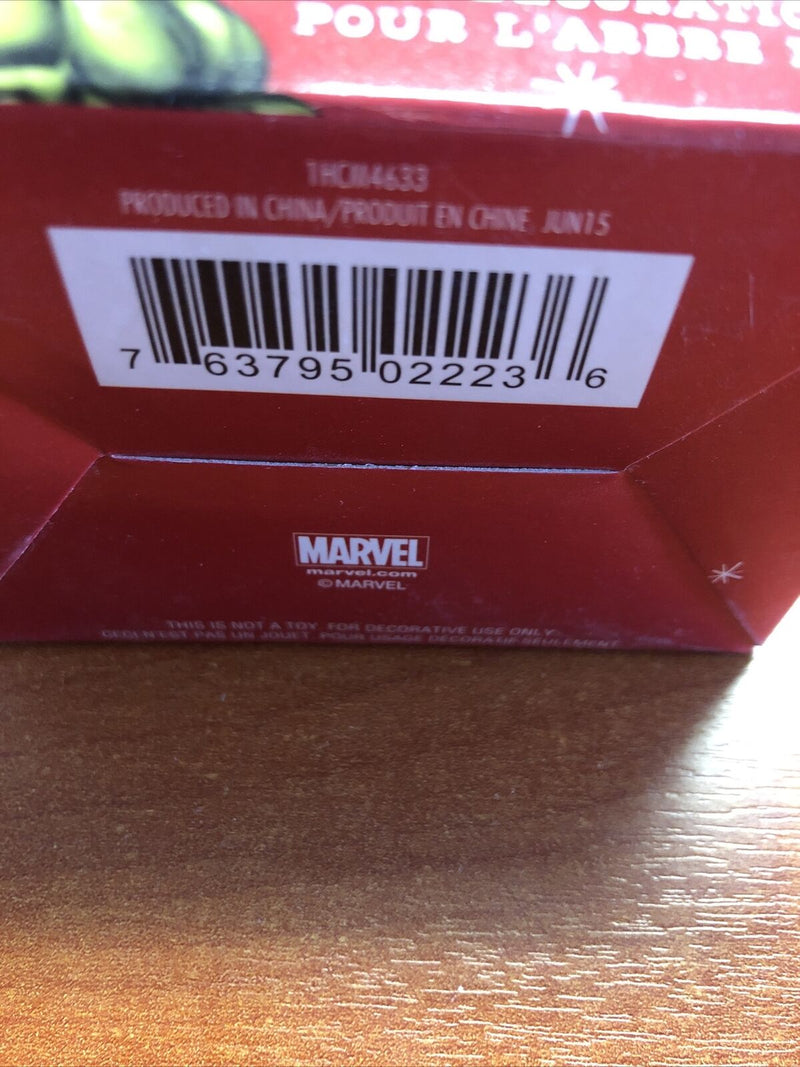 POUR L'ARBRE
1HCM4633
PRODUCED IN CHINA/PRODUIT EN CHINE JUN15
7 63795 02223 6
MARVEL
marvel.com
© MARVEL
THIS IS NOT A TOY. FOR DECORATIVE USE ONLY
CECI N'EST PAS UN JOUET. POUR USAGE DÉCORATIF SEULEMENT